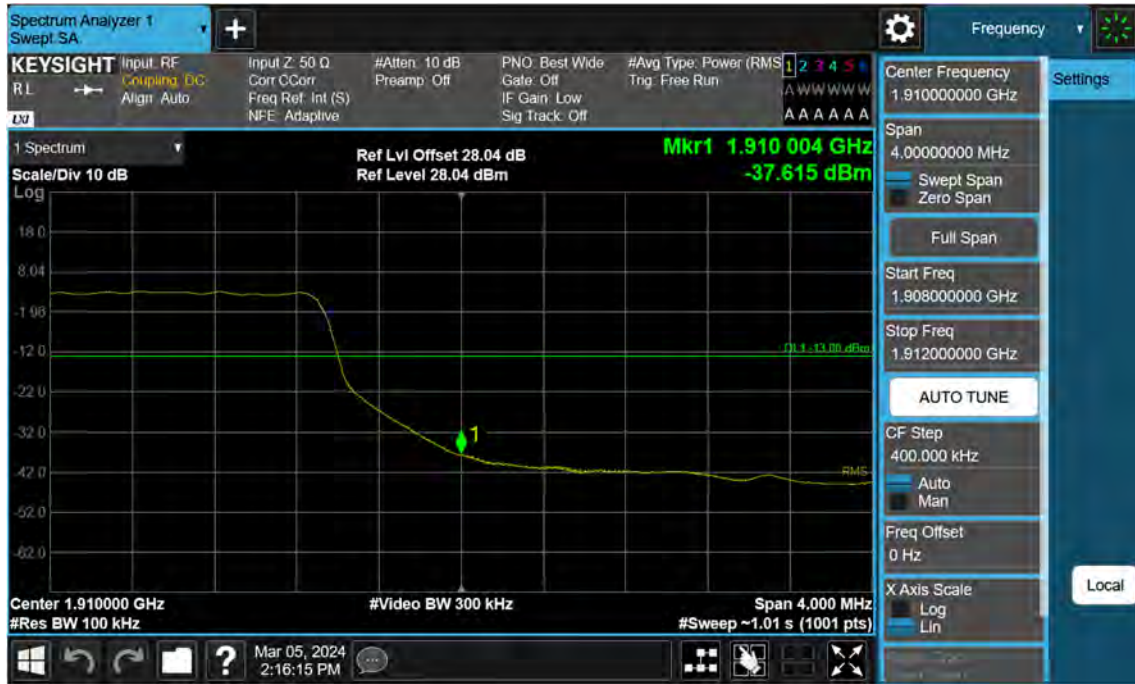 Spectrum Analyzer 1
Swept SA
+
Frequency
KEYSIGHT
RL
LXI
Input: RF
Coupling: DC
Align: Auto
Input Z: 50 Ω
Corr CCorr
Freq Ref: Int (S)
NFE: Adaptive
#Atten: 10 dB
Preamp: Off
PNO: Best Wide
Gate: Off
IF Gain: Low
Sig Track: Off
#Avg Type: Power (RMS
Trig: Free Run
1 2 3 4 5 6
A W W W W W
A A A A A A
1 Spectrum
Scale/Div 10 dB
Ref Lvl Offset 28.04 dB
Ref Level 28.04 dBm
Mkr1 1.910 004 GHz
-37.615 dBm
Log
18.0
8.04
-1.96
-12.0
DL1 -13.00 dBm
-22.0
-32.0
1
-42.0
RMS
-52.0
-62.0
Center 1.910000 GHz
#Res BW 100 kHz
#Video BW 300 kHz
Span 4.000 MHz
#Sweep ~1.01 s (1001 pts)
Mar 05, 2024
2:16:15 PM
?
Center Frequency
1.910000000 GHz
Span
4.00000000 MHz
Swept Span
Zero Span
Full Span
Start Freq
1.908000000 GHz
Stop Freq
1.912000000 GHz
AUTO TUNE
CF Step
400.000 kHz
Auto
Man
Freq Offset
0 Hz
X Axis Scale
Log
Lin
Settings
Local